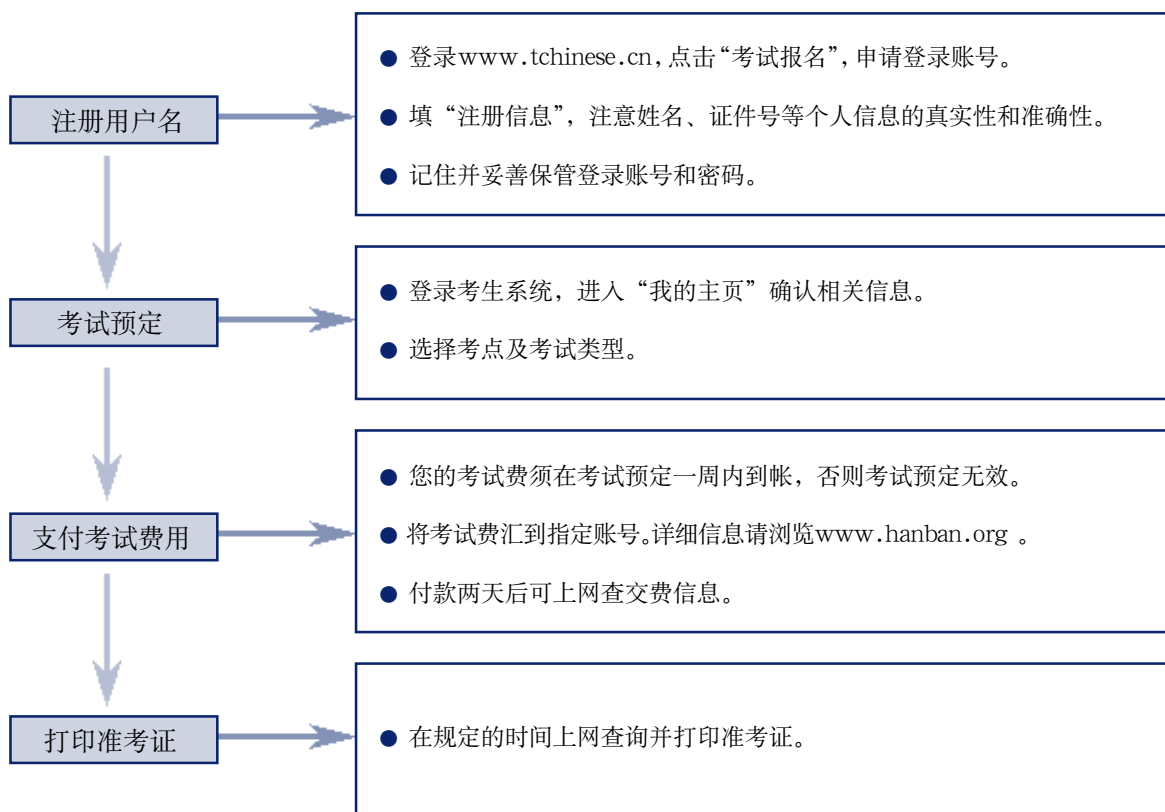 注册用户名
● 登录www.tchinese.cn，点击“考试报名”，申请登录账号。
● 填“注册信息”，注意姓名、证件号等个人信息的真实性和准确性。
● 记住并妥善保管登录账号和密码。
考试预定
● 登录考生系统，进入“我的主页”确认相关信息。
● 选择考点及考试类型。
支付考试费用
● 您的考试费须在考试预定一周内到帐，否则考试预定无效。
● 将考试费汇到指定账号。详细信息请浏览www.hanban.org 。
● 付款两天后可上网查交费信息。
打印准考证
● 在规定的时间上网查询并打印准考证。